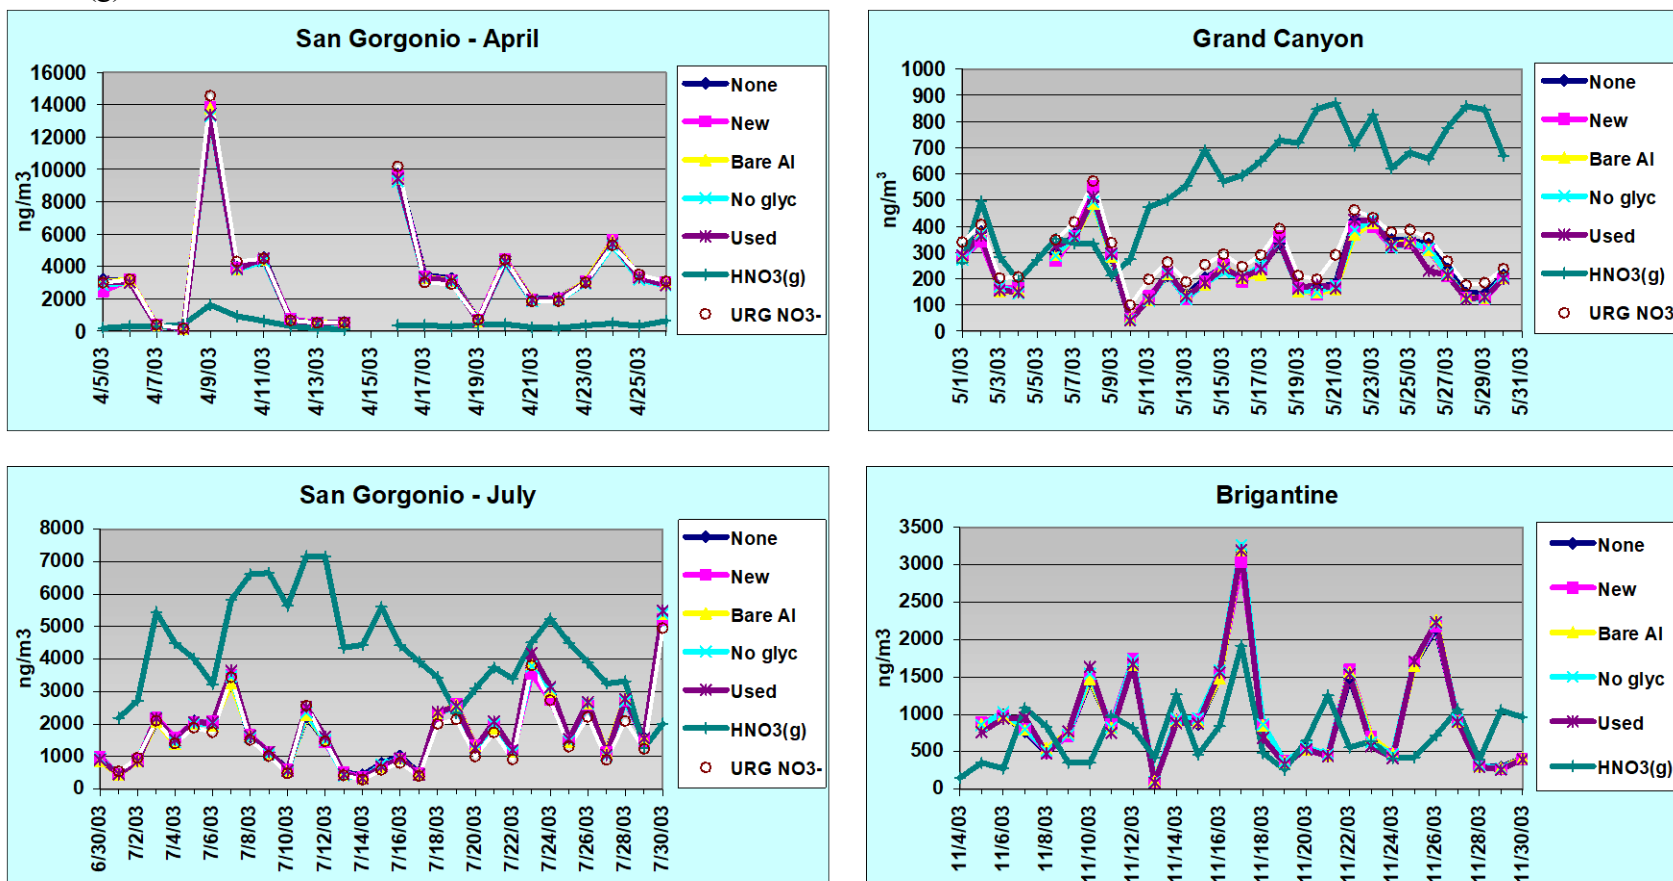 (g)
San Gorgonio - April
16000
14000
12000
10000
8000
6000
4000
2000
0
ng/m3
4/5/03
4/7/03
4/9/03
4/11/03
4/13/03
4/15/03
4/17/03
4/19/03
4/21/03
4/23/03
4/25/03
None
New
Bare Al
No glyc
Used
HNO3(g)
URG NO3-
Grand Canyon
1000
900
800
700
600
500
400
300
200
100
0
ng/m3
5/1/03
5/3/03
5/5/03
5/7/03
5/9/03
5/11/03
5/13/03
5/15/03
5/17/03
5/19/03
5/21/03
5/23/03
5/25/03
5/27/03
5/29/03
5/31/03
None
New
Bare Al
No glyc
Used
HNO3(g)
URG NO3
San Gorgonio - July
8000
7000
6000
5000
4000
3000
2000
1000
0
ng/m3
6/30/03
7/2/03
7/4/03
7/6/03
7/8/03
7/10/03
7/12/03
7/14/03
7/16/03
7/18/03
7/20/03
7/22/03
7/24/03
7/26/03
7/28/03
7/30/03
None
New
Bare Al
No glyc
Used
HNO3(g)
URG NO3-
Brigantine
3500
3000
2500
2000
1500
1000
500
0
ng/m3
11/4/03
11/6/03
11/8/03
11/10/03
11/12/03
11/14/03
11/16/03
11/18/03
11/20/03
11/22/03
11/24/03
11/26/03
11/28/03
11/30/03
None
New
Bare Al
No glyc
Used
HNO3(g)